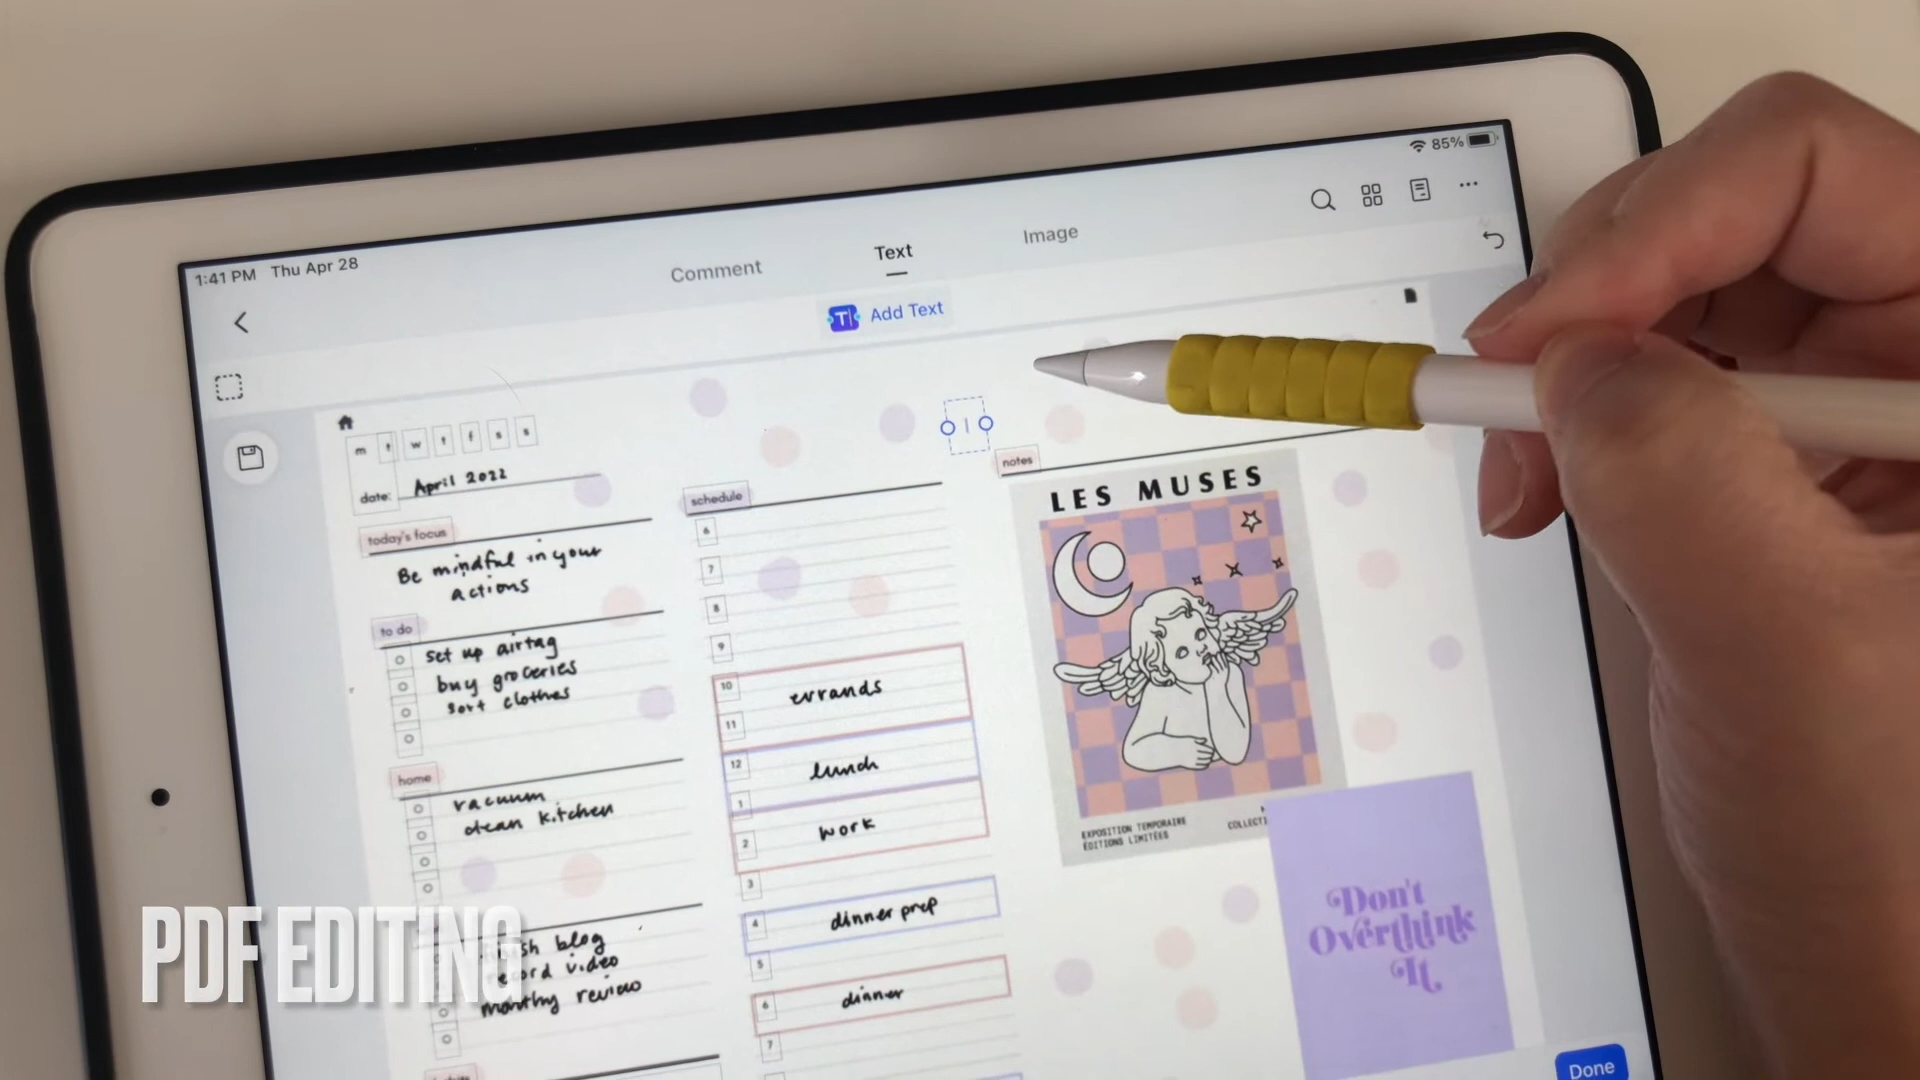 85%
1:41 PM Thu Apr 28
Comment
Text
Image
Add Text
m t w t f s s
date: April 2022
today's focus
Be mindful in your
actions
to do
set up airtag
buy groceries
sort clothes
home
vacuum
clean kitchen
blog
record video
monthly review
schedule
6
7
8
9
10
errands
11
12
lunch
1
2
work
3
4
dinner prep
5
6
dinner
7
notes
LES MUSES
EXPOSITION TEMPORAIRE
ÉDITIONS LIMITÉES
Don't
Overthink
It
Done
PDF EDITING